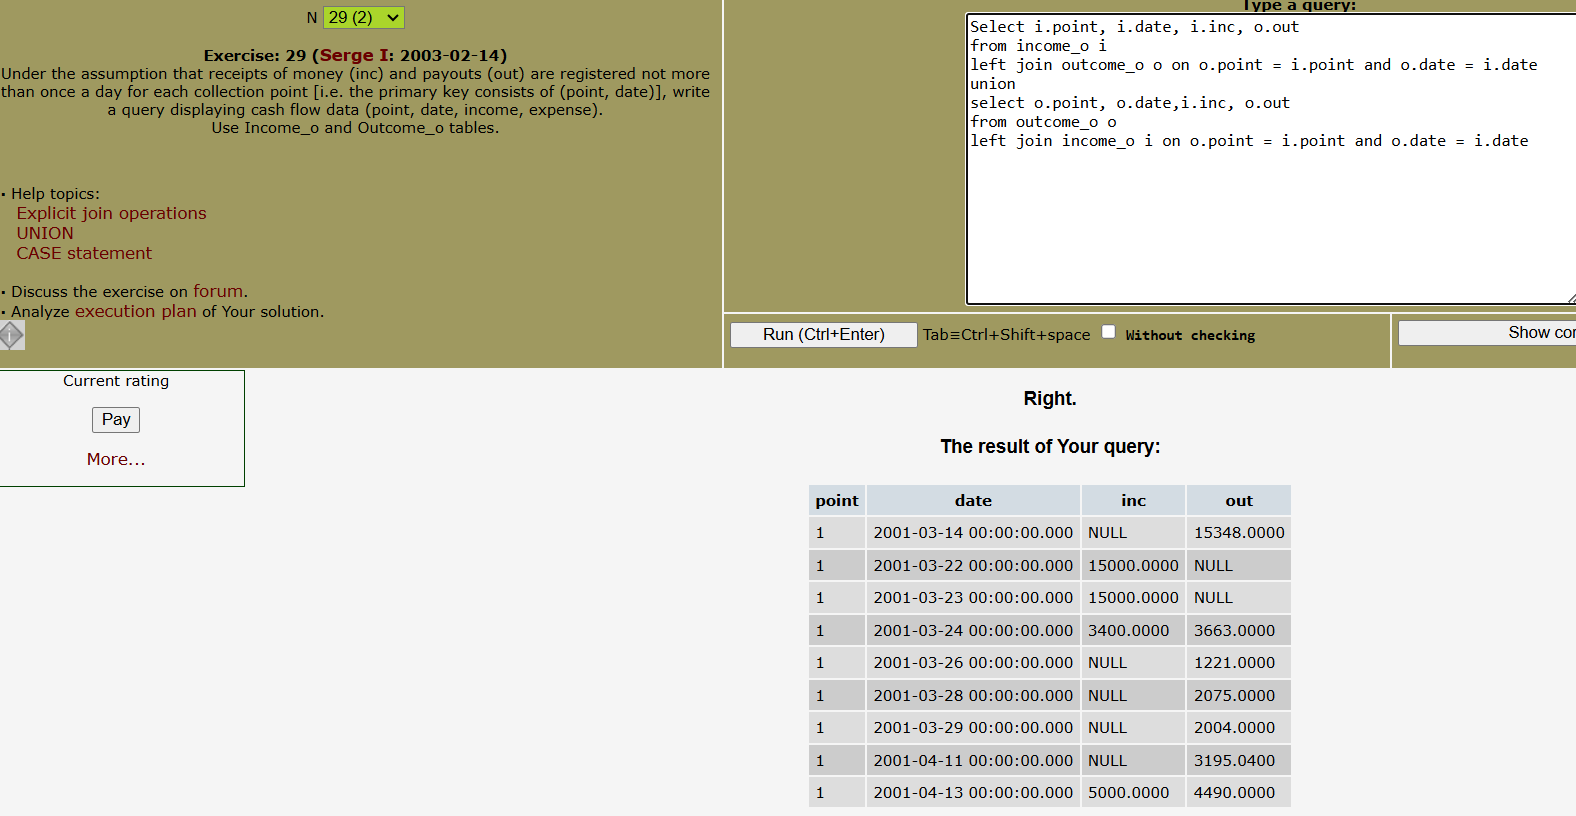 N 29 (2)
Exercise: 29 (Serge I: 2003-02-14)
Under the assumption that receipts of money (inc) and payouts (out) are registered not more
than once a day for each collection point [i.e. the primary key consists of (point, date)], write
a query displaying cash flow data (point, date, income, expense).
Use Income_o and Outcome_o tables.
• Help topics:
Explicit join operations
UNION
CASE statement
• Discuss the exercise on forum.
• Analyze execution plan of Your solution.
Type a query:
Select i.point, i.date, i.inc, o.out
from income_o i
left join outcome_o o on o.point = i.point and o.date = i.date
union
select o.point, o.date,i.inc, o.out
from outcome_o o
left join income_o i on o.point = i.point and o.date = i.date
Run (Ctrl+Enter) Tab≡Ctrl+Shift+space Without checking
Show
Current rating
Pay
More...
Right.
The result of Your query:
point date inc out
1 2001-03-14 00:00:00.000 NULL 15348.0000
1 2001-03-22 00:00:00.000 15000.0000 NULL
1 2001-03-23 00:00:00.000 15000.0000 NULL
1 2001-03-24 00:00:00.000 3400.0000 3663.0000
1 2001-03-26 00:00:00.000 NULL 1221.0000
1 2001-03-28 00:00:00.000 NULL 2075.0000
1 2001-03-29 00:00:00.000 NULL 2004.0000
1 2001-04-11 00:00:00.000 NULL 3195.0400
1 2001-04-13 00:00:00.000 5000.0000 4490.0000